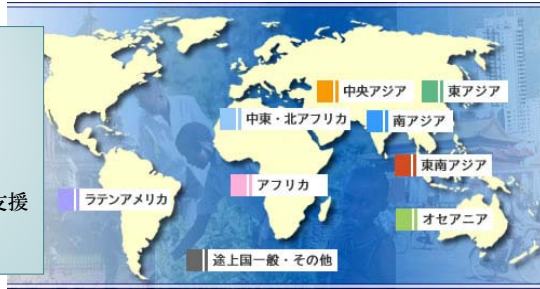 中央アジア
東アジア
中東・北アフリカ
南アジア
東南アジア
アフリカ
ラテンアメリカ
支援
オセアニア
途上国一般・その他